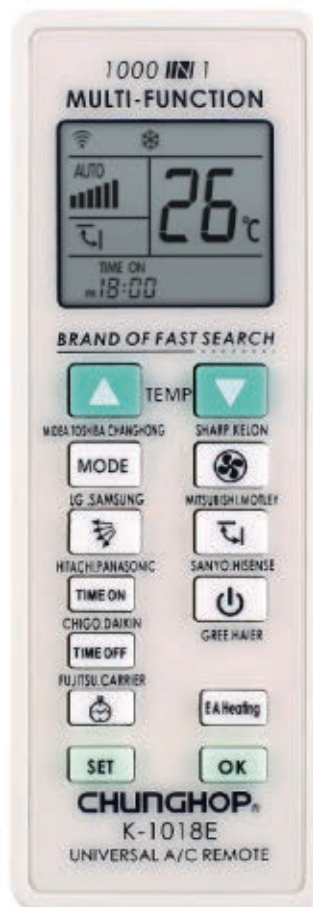 1000 IN 1
MULTI-FUNCTION
AUTO
26 °C
TIME ON
PM 18:00
BRAND OF FAST SEARCH
TEMP
MIDEA.TOSHIBA.CHANGHONG SHARP.KELON
MODE
LG.SAMSUNG MITSUBISHI.MOTLEY
HITACHI.PANASONIC SANYO.HISENSE
TIME ON
CHIGO.DAIKIN GREE.HAIER
TIME OFF
FUJITSU.CARRIER
EA Heating
SET OK
CHUNGHOP®
K-1018E
UNIVERSAL A/C REMOTE